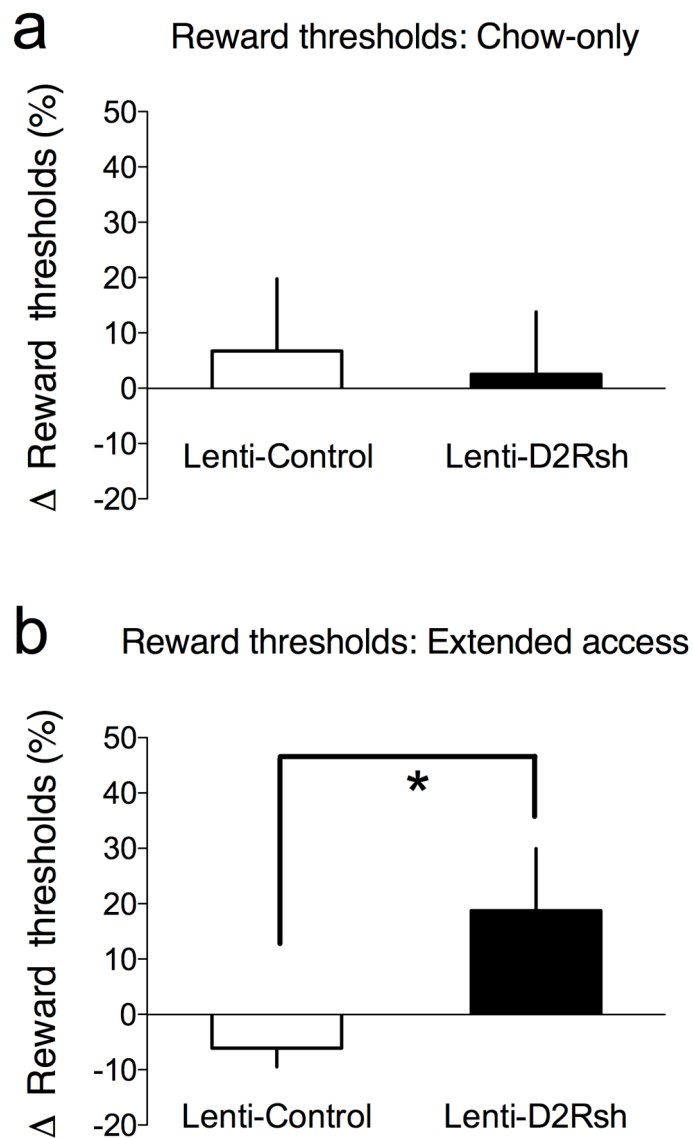 a
Reward thresholds: Chow-only
Δ Reward thresholds (%)
50
40
30
20
10
0
-10
-20
Lenti-Control
Lenti-D2Rsh
b
Reward thresholds: Extended access
Δ Reward thresholds (%)
50
40
30
20
10
0
-10
-20
*
Lenti-Control
Lenti-D2Rsh